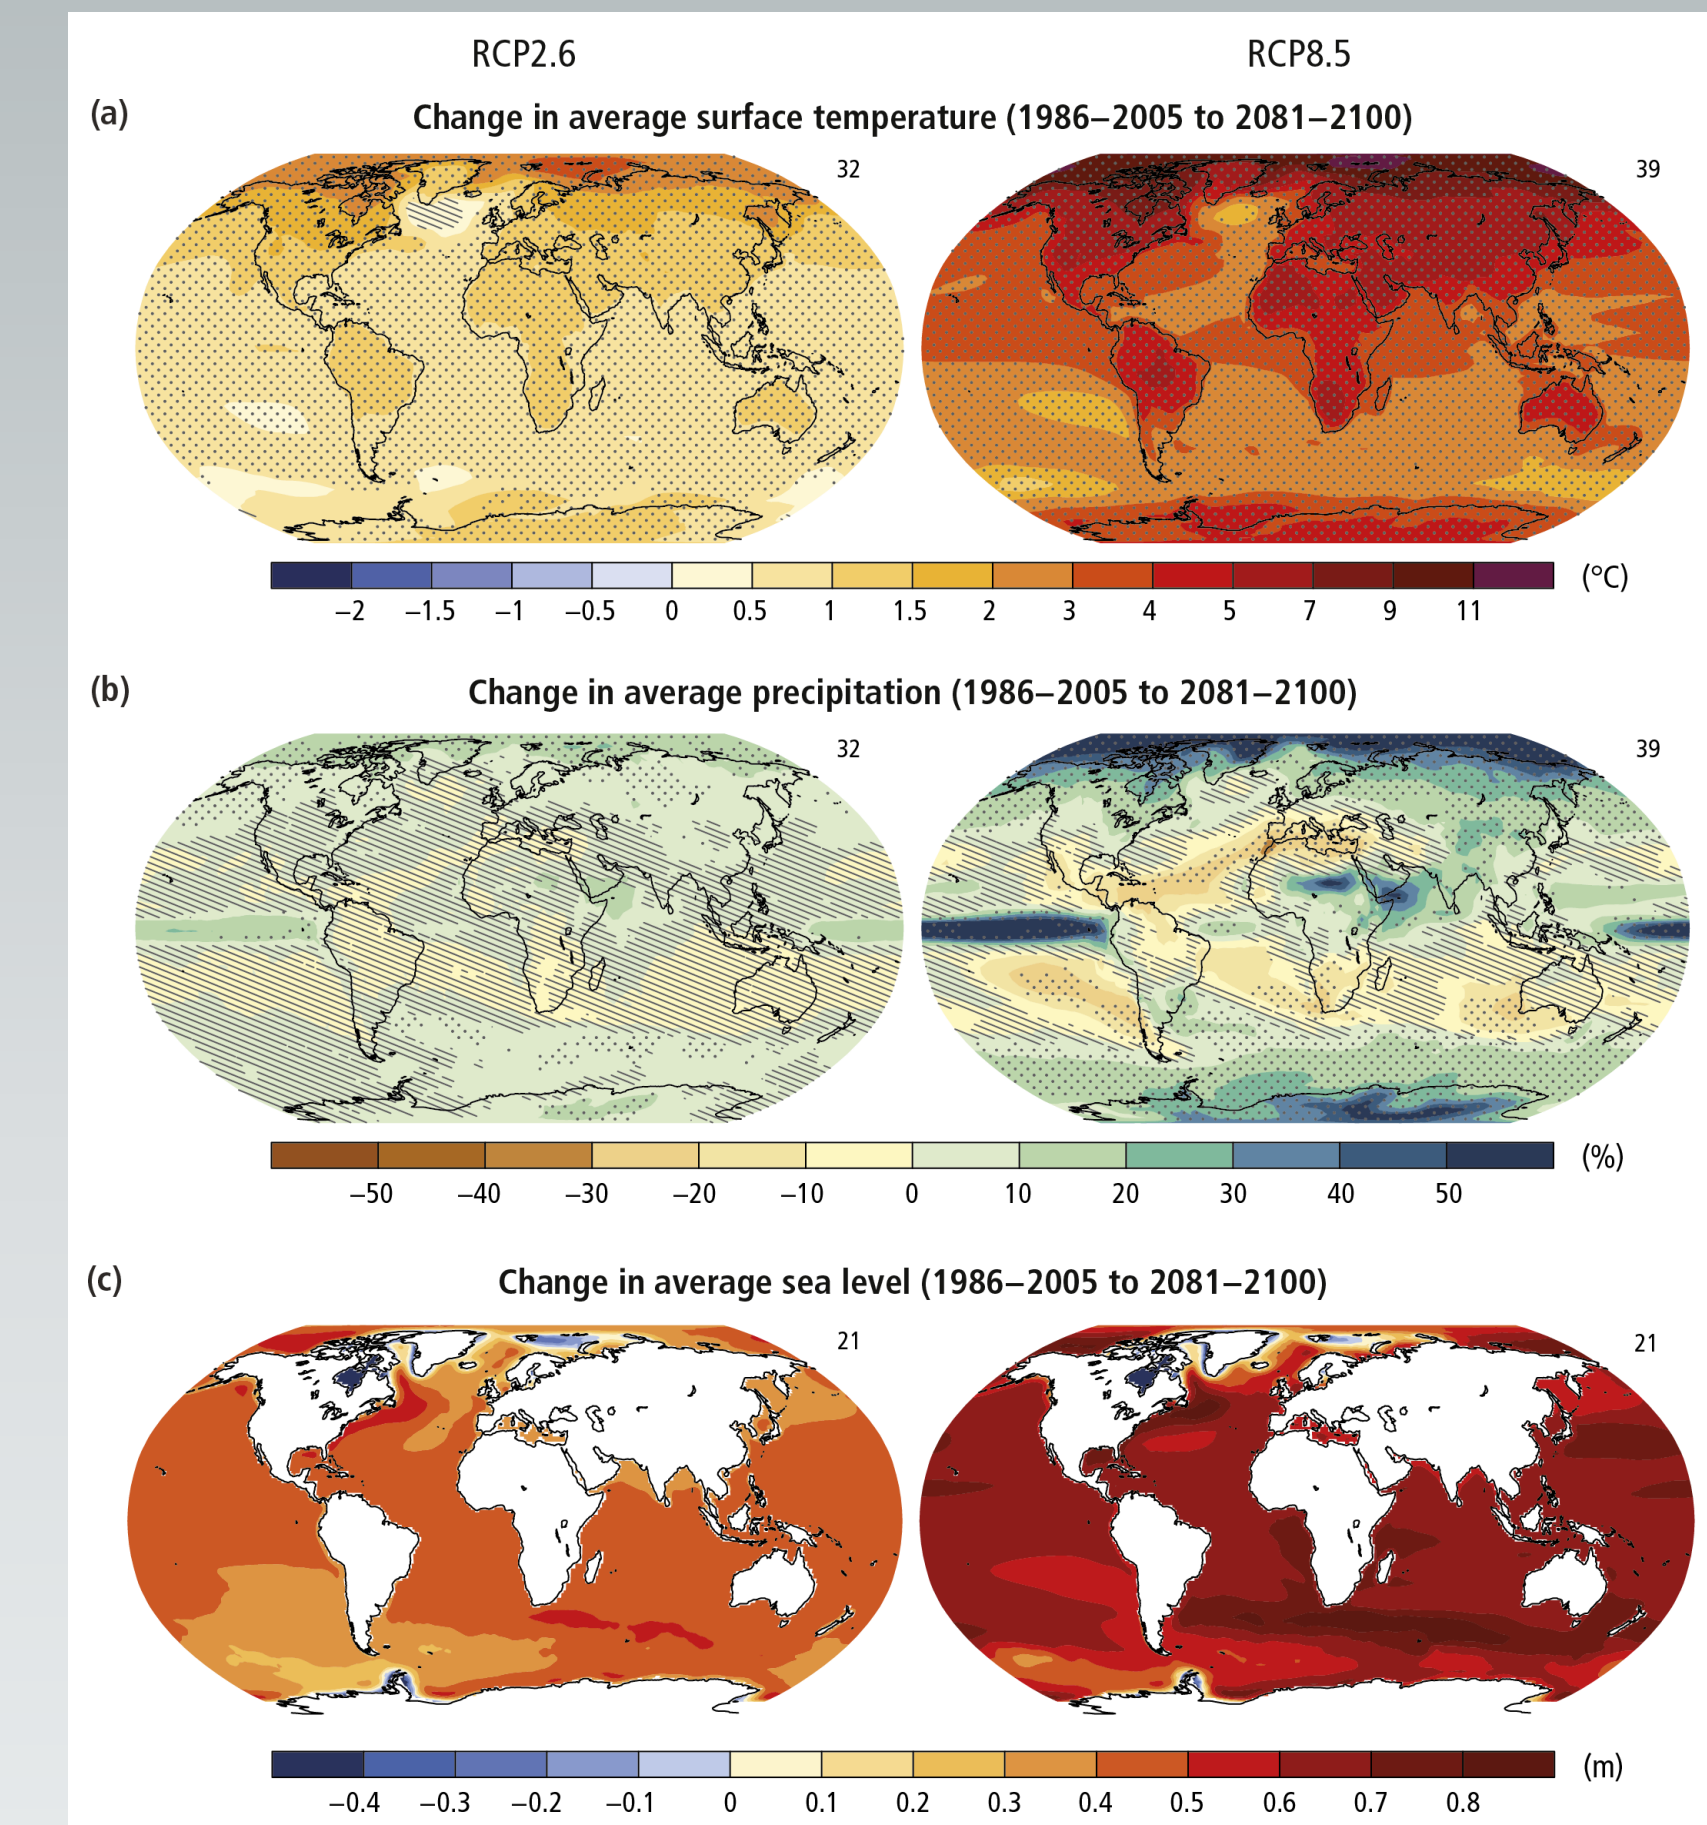 RCP2.6 RCP8.5
(a) Change in average surface temperature (1986–2005 to 2081–2100)
32 39
−2 −1.5 −1 −0.5 0 0.5 1 1.5 2 3 4 5 7 9 11 (°C)
(b) Change in average precipitation (1986–2005 to 2081–2100)
32 39
−50 −40 −30 −20 −10 0 10 20 30 40 50 (%)
(c) Change in average sea level (1986–2005 to 2081–2100)
21 21
−0.4 −0.3 −0.2 −0.1 0 0.1 0.2 0.3 0.4 0.5 0.6 0.7 0.8 (m)